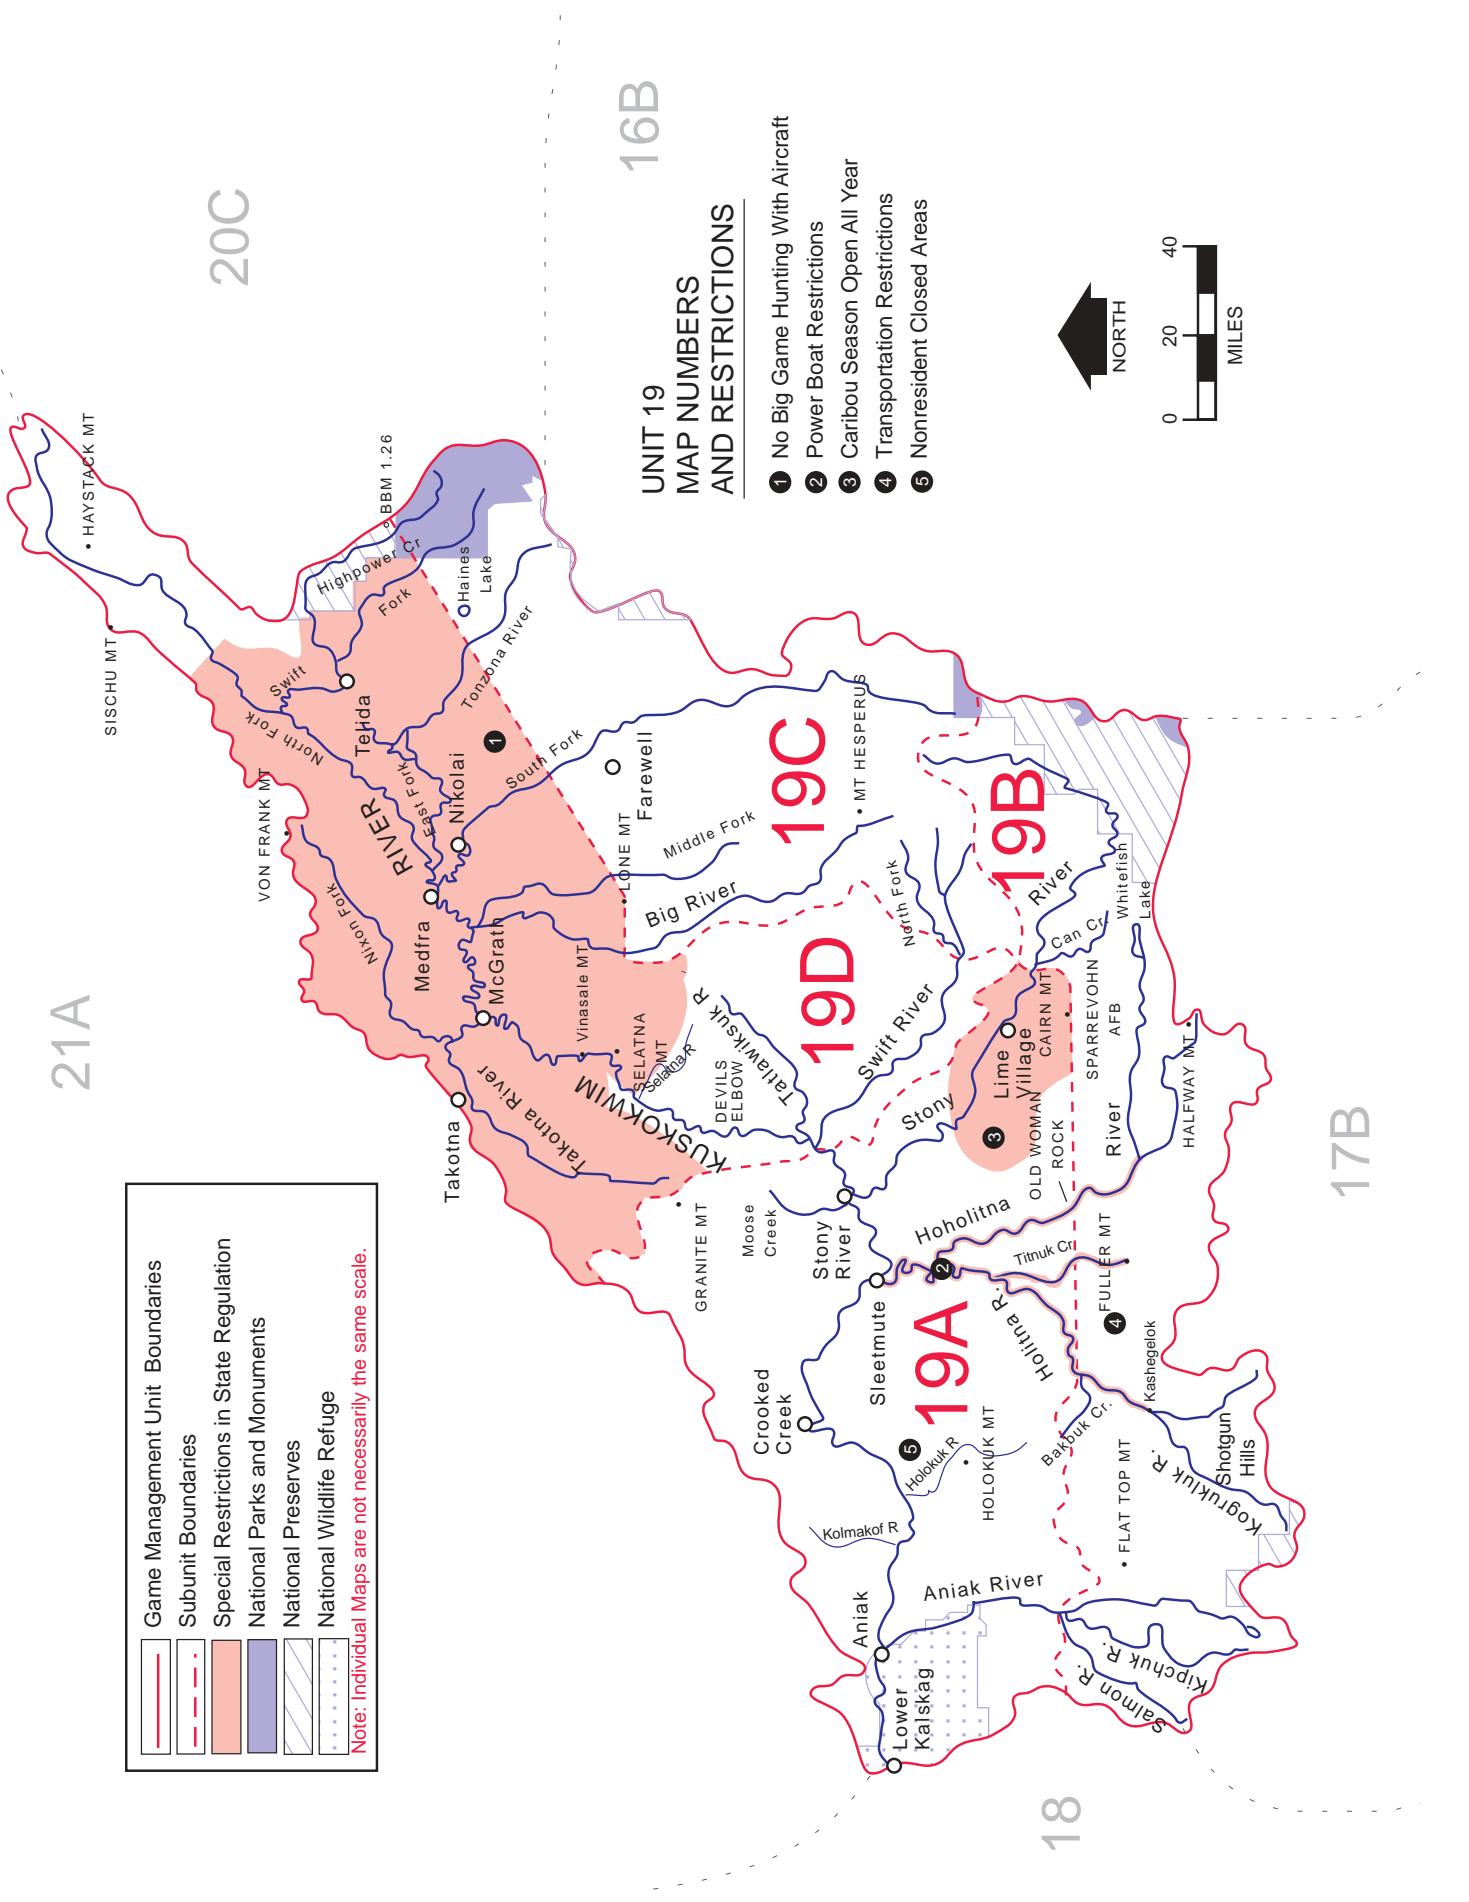 Game Management Unit Boundaries
Subunit Boundaries
Special Restrictions in State Regulation
National Parks and Monuments
National Preserves
National Wildlife Refuge
Note: Individual Maps are not necessarily the same scale.
UNIT 19
MAP NUMBERS
AND RESTRICTIONS
1 No Big Game Hunting With Aircraft
2 Power Boat Restrictions
3 Caribou Season Open All Year
4 Transportation Restrictions
5 Nonresident Closed Areas
NORTH
0 20 40
MILES
21A
20C
16B
17B
18
19A
19B
19C
19D
HAYSTACK MT
SISCHU MT
VON FRANK MT
BBM 1.26
Highpower Cr
Swift
Fork
Haines
Lake
Tonzona River
North Fork
Telida
East Fork
Nikolai
1
South Fork
Farewell
RIVER
Nixon Fork
Medfra
McGrath
LONE MT
Middle Fork
Big River
MT HESPERUS
Vinasale MT
SELATNA
MT
Selatna R
Takotna
Takotna River
KUSKOKWIM
DEVILS
ELBOW
Tatlawiksuk R
North Fork
Swift River
GRANITE MT
Moose
Creek
Stony
River
Stony
River
Can Cr
Whitefish
Lake
Lime
Village
CAIRN MT
SPARREVOHN
AFB
3
OLD WOMAN
ROCK
HALFWAY MT
Hoholitna
River
Titnuk Cr
FULLER MT
2
4
Sleetmute
Holitna R.
Kashegelok
Crooked
Creek
5
Holokuk R
HOLOKUK MT
Bakbuk Cr.
FLAT TOP MT
Kogrukluk R.
Shotgun
Hills
Kolmakof R
Aniak
Aniak River
Lower
Kalskag
Kipchuk R.
Salmon R.